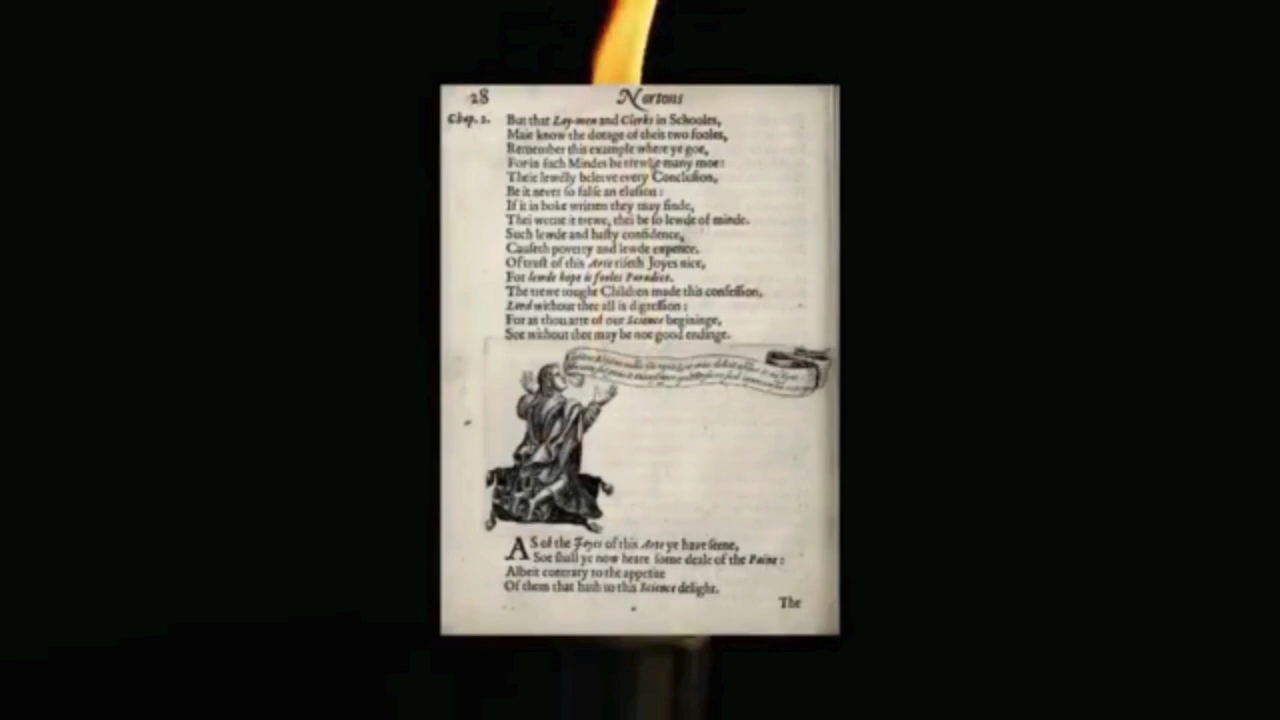 28
Nortons
Chap. 2.
But that Lay-men and Clerks in Schooles,
Maie know the dotage of theis two fooles,
Remember this example where ye goe,
For in such Mindes be trewlie many moe:
Theie lewdly beleeve every Conclusion,
Be it never so false an elusion:
If it in boke written they may finde,
Thei weene it trewe, thei be so lewde of minde.
Such lewde and hasty confidence,
Causeth poverty and lewde expence.
Of trust of this Arte riseth Joyes nice,
For lewde hope is fooles Paradice.
The trewe tought Children made this confession,
Lord without thee all is digression:
For as thou arte of our Science begininge,
Soe without thee may be noe good endinge.
AS of the Joyes of this Arte ye have seene,
Soe shall ye now heare some deale of the Paine:
Albeit contrary to the appetite
Of them that hath to this Science delight.
The